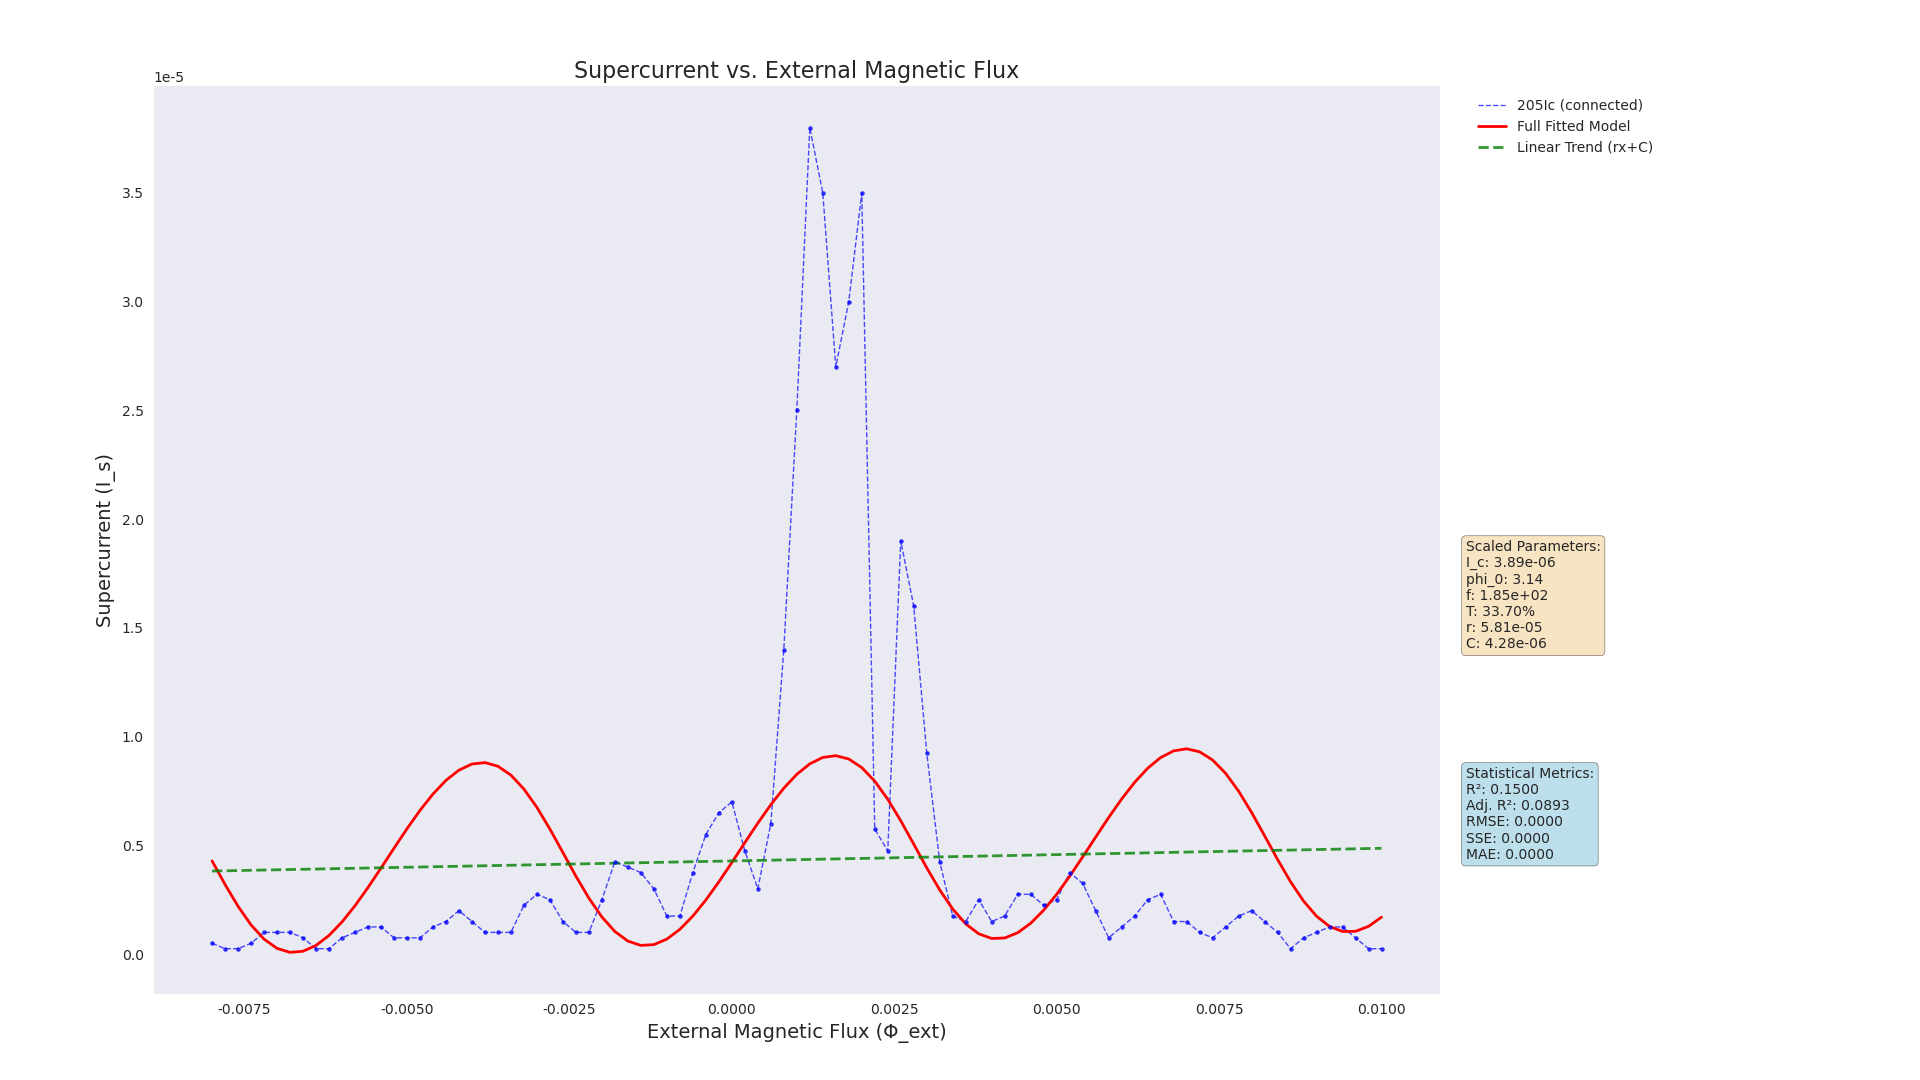 Supercurrent vs. External Magnetic Flux
1e-5
3.5
3.0
2.5
2.0
1.5
1.0
0.5
0.0
Supercurrent (I_s)
-0.0075
-0.0050
-0.0025
0.0000
0.0025
0.0050
0.0075
0.0100
External Magnetic Flux (Φ_ext)
205Ic (connected)
Full Fitted Model
Linear Trend (rx+C)
Scaled Parameters:
I_c: 3.89e-06
phi_0: 3.14
f: 1.85e+02
T: 33.70%
r: 5.81e-05
C: 4.28e-06
Statistical Metrics:
R²: 0.1500
Adj. R²: 0.0893
RMSE: 0.0000
SSE: 0.0000
MAE: 0.0000